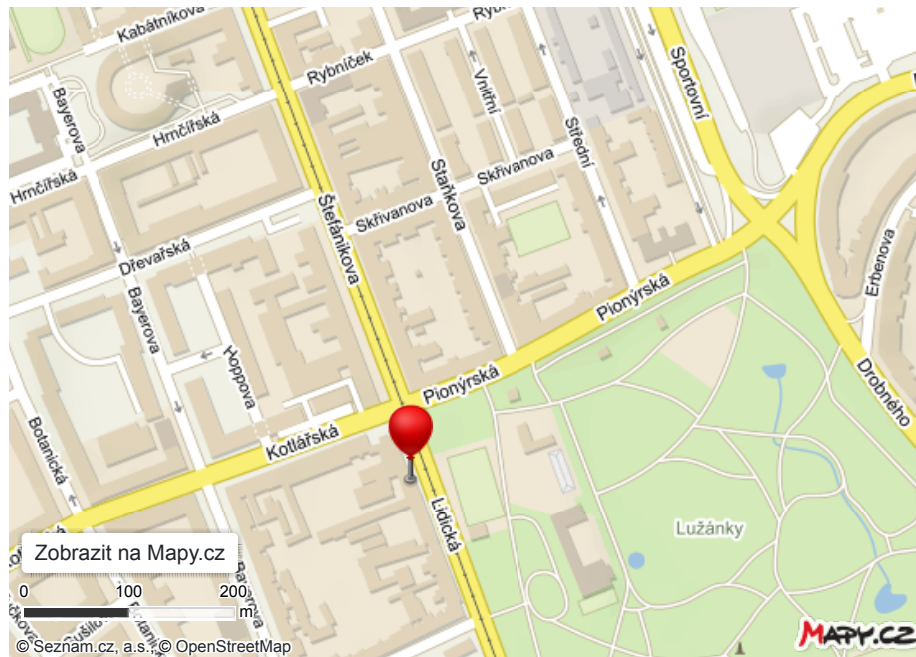 Kabátníkova
Rybníček
Hrnčířská
Hrnčířská
Bayerova
Štefánikova
Vnitřní
Střední
Sportovní
Skřivanova
Skřivanova
Staňkova
Dřevařská
Bayerova
Hoppova
Pionýrská
Pionýrská
Erbenova
Drobného
Botanická
Kotlářská
Lidická
Lužánky
Zobrazit na Mapy.cz
0 100 200
m
© Seznam.cz, a.s., © OpenStreetMap
MAPY.CZ